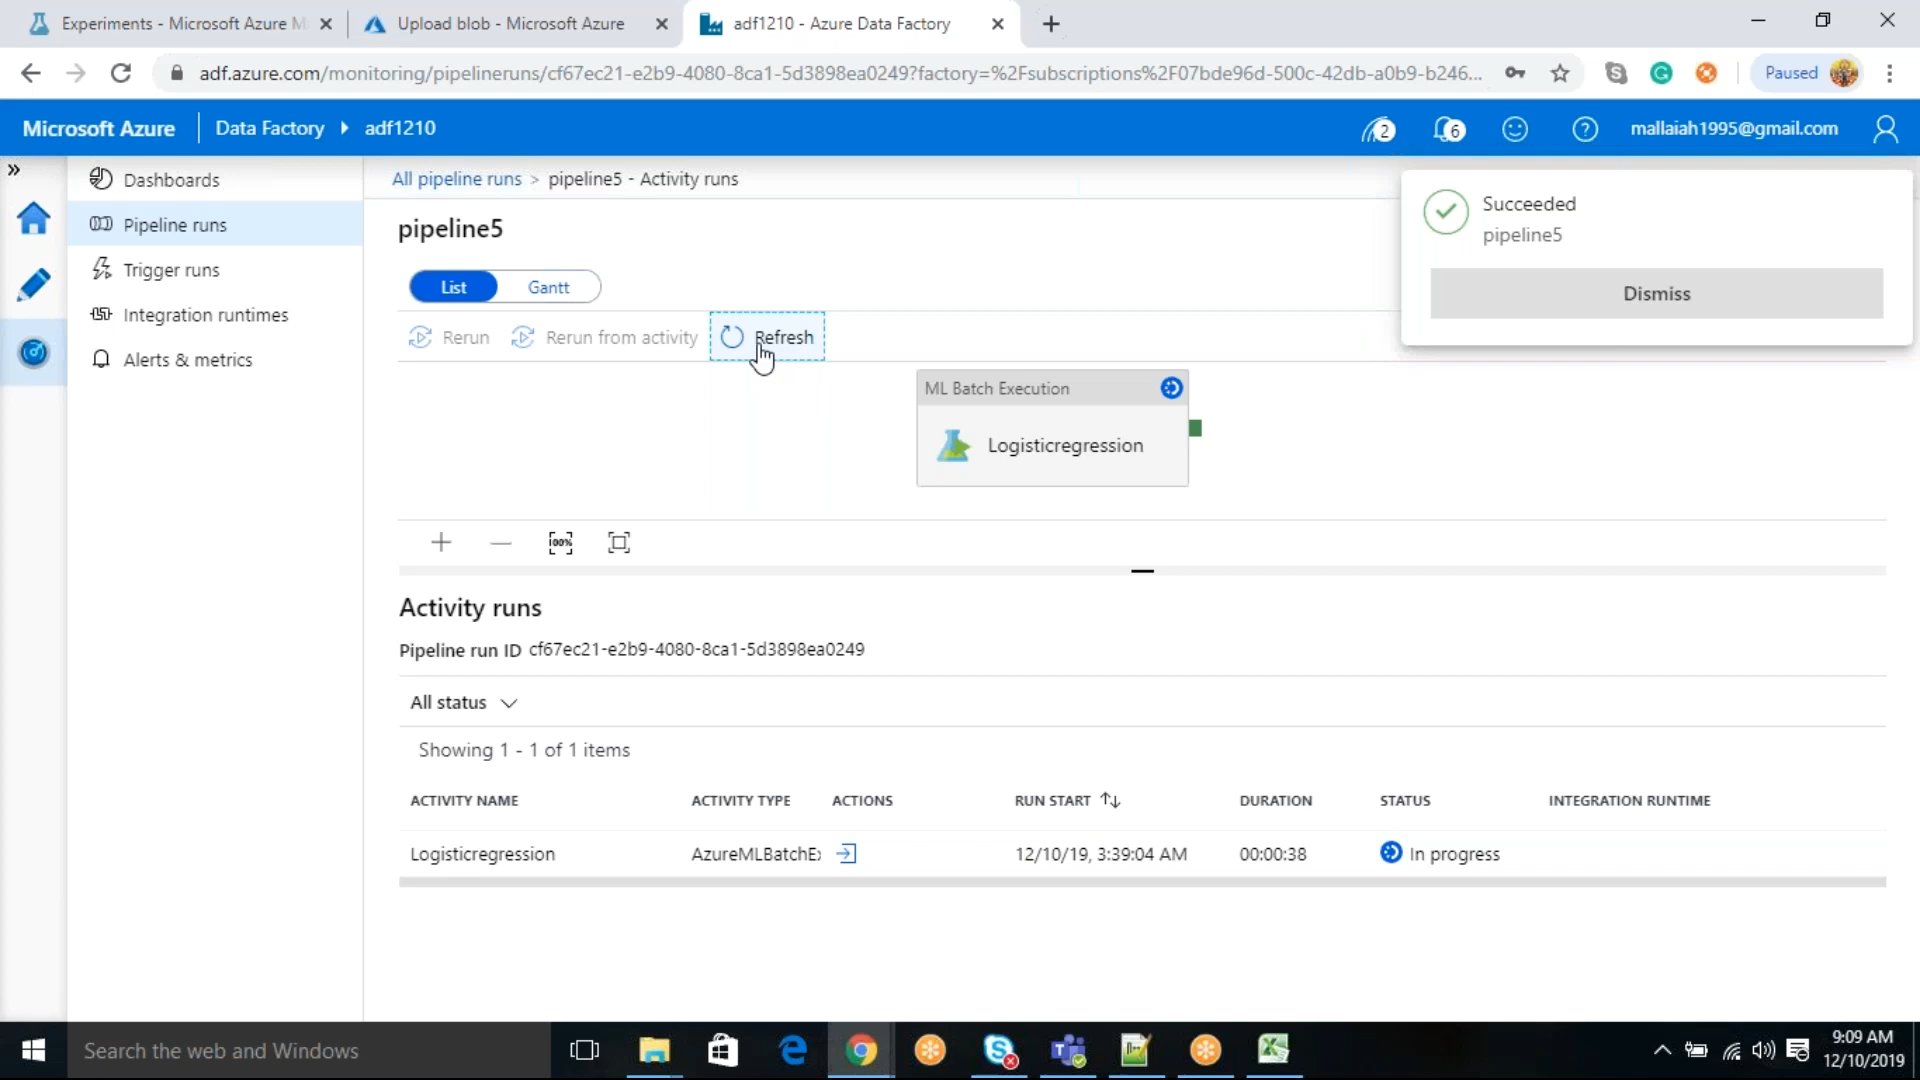 Experiments - Microsoft Azure M
Upload blob - Microsoft Azure
adf1210 - Azure Data Factory
adf.azure.com/monitoring/pipelineruns/cf67ec21-e2b9-4080-8ca1-5d3898ea0249?factory=%2Fsubscriptions%2F07bde96d-500c-42db-a0b9-b246...
Paused
Microsoft Azure
Data Factory
adf1210
2
6
mallaiah1995@gmail.com
Dashboards
Pipeline runs
Trigger runs
Integration runtimes
Alerts & metrics
All pipeline runs > pipeline5 - Activity runs
pipeline5
List
Gantt
Rerun
Rerun from activity
Refresh
Succeeded
pipeline5
Dismiss
ML Batch Execution
Logisticregression
100%
Activity runs
Pipeline run ID cf67ec21-e2b9-4080-8ca1-5d3898ea0249
All status
Showing 1 - 1 of 1 items
ACTIVITY NAME ACTIVITY TYPE ACTIONS RUN START DURATION STATUS INTEGRATION RUNTIME
Logisticregression AzureMLBatchEx 12/10/19, 3:39:04 AM 00:00:38 In progress
Search the web and Windows
9:09 AM
12/10/2019